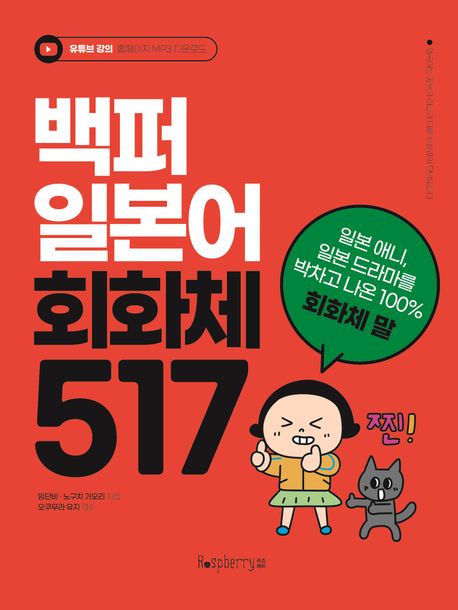 유튜브 강의 홈페이지 MP3 다운로드
백퍼
일본어
회화체
517
일본 애니,
일본 드라마를
박차고 나온 100%
회화체 말
찐!
임단비 · 노구치 가오리 지음
오쿠무라 유지 감수
Raspberry